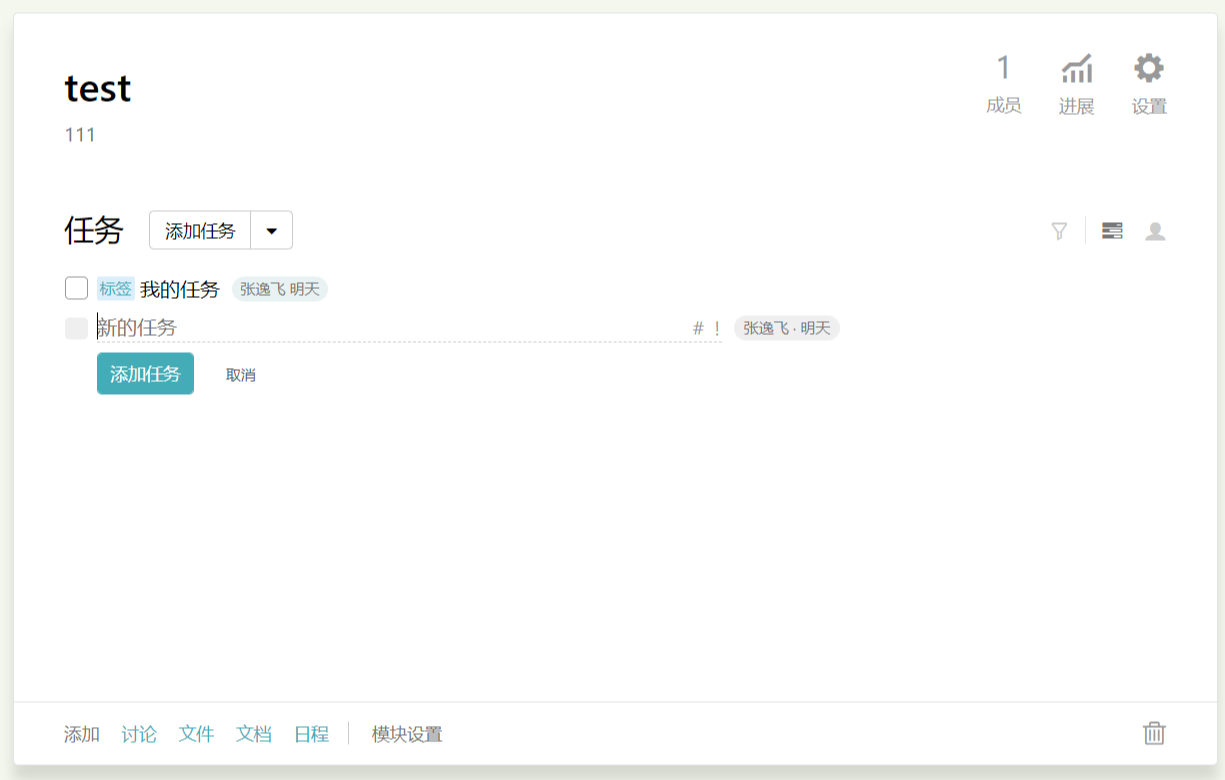 test
111
1
成员 进展 设置
任务 添加任务
标签 我的任务 张逸飞 明天
新的任务 # ! 张逸飞 · 明天
添加任务 取消
添加 讨论 文件 文档 日程 模块设置